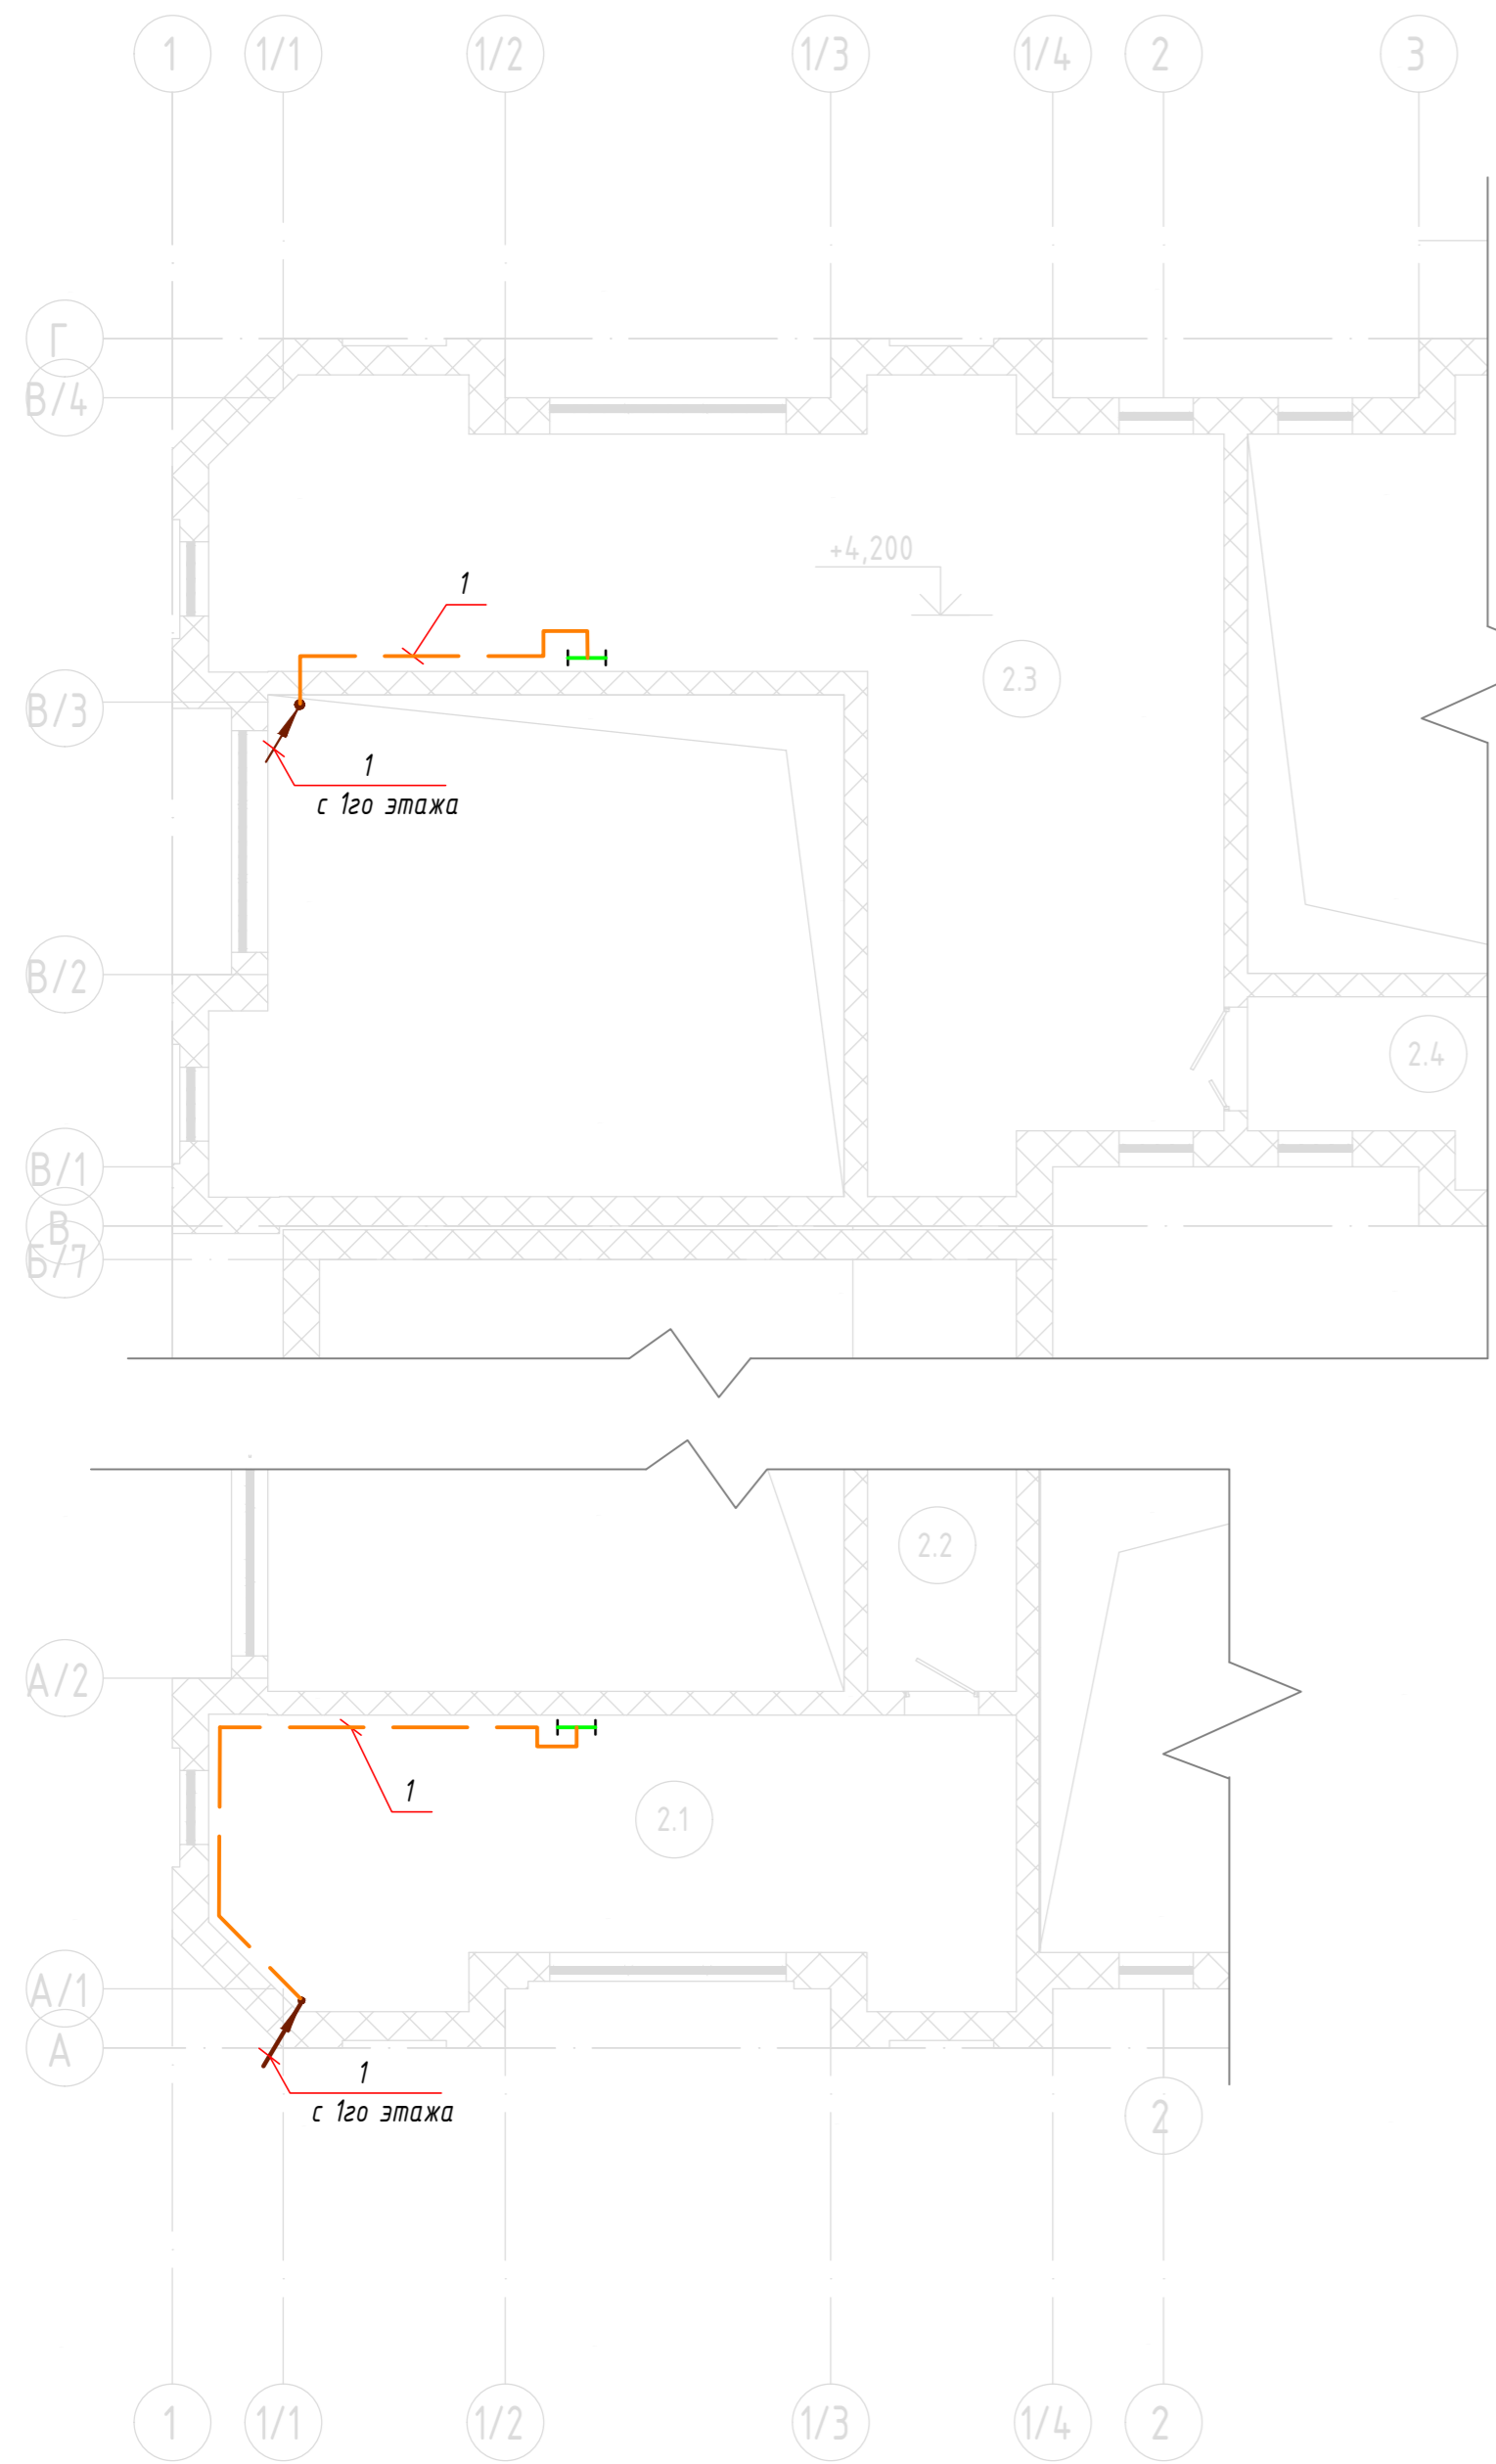 1 1/1 1/2 1/3 1/4 2 3
Г
В/4
+4,200
1
2.3
В/3
1
с 1го этажа
В/2
2.4
В/1
В
Б/7
2.2
А/2
1
2.1
А/1
А
1
с 1го этажа
2
1 1/1 1/2 1/3 1/4 2